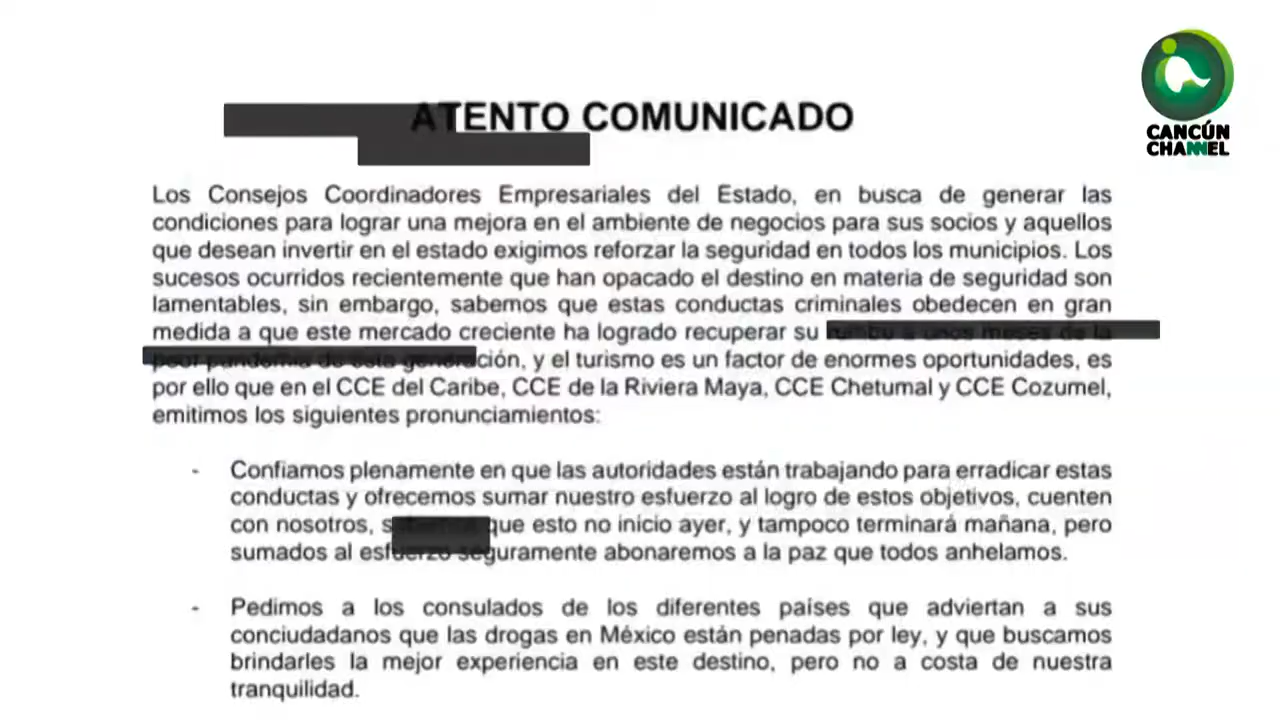 ATENTO COMUNICADO
CANCÚN
CHANNEL
Los Consejos Coordinadores Empresariales del Estado, en busca de generar las
condiciones para lograr una mejora en el ambiente de negocios para sus socios y aquellos
que desean invertir en el estado exigimos reforzar la seguridad en todos los municipios. Los
sucesos ocurridos recientemente que han opacado el destino en materia de seguridad son
lamentables, sin embargo, sabemos que estas conductas criminales obedecen en gran
medida a que este mercado creciente ha logrado recuperar su
ción, y el turismo es un factor de enormes oportunidades, es
por ello que en el CCE del Caribe, CCE de la Riviera Maya, CCE Chetumal y CCE Cozumel,
emitimos los siguientes pronunciamientos:
- Confiamos plenamente en que las autoridades están trabajando para erradicar estas
conductas y ofrecemos sumar nuestro esfuerzo al logro de estos objetivos, cuenten
con nosotros, que esto no inicio ayer, y tampoco terminará mañana, pero
sumados al esfuerzo seguramente abonaremos a la paz que todos anhelamos.
- Pedimos a los consulados de los diferentes países que adviertan a sus
conciudadanos que las drogas en México están penadas por ley, y que buscamos
brindarles la mejor experiencia en este destino, pero no a costa de nuestra
tranquilidad.